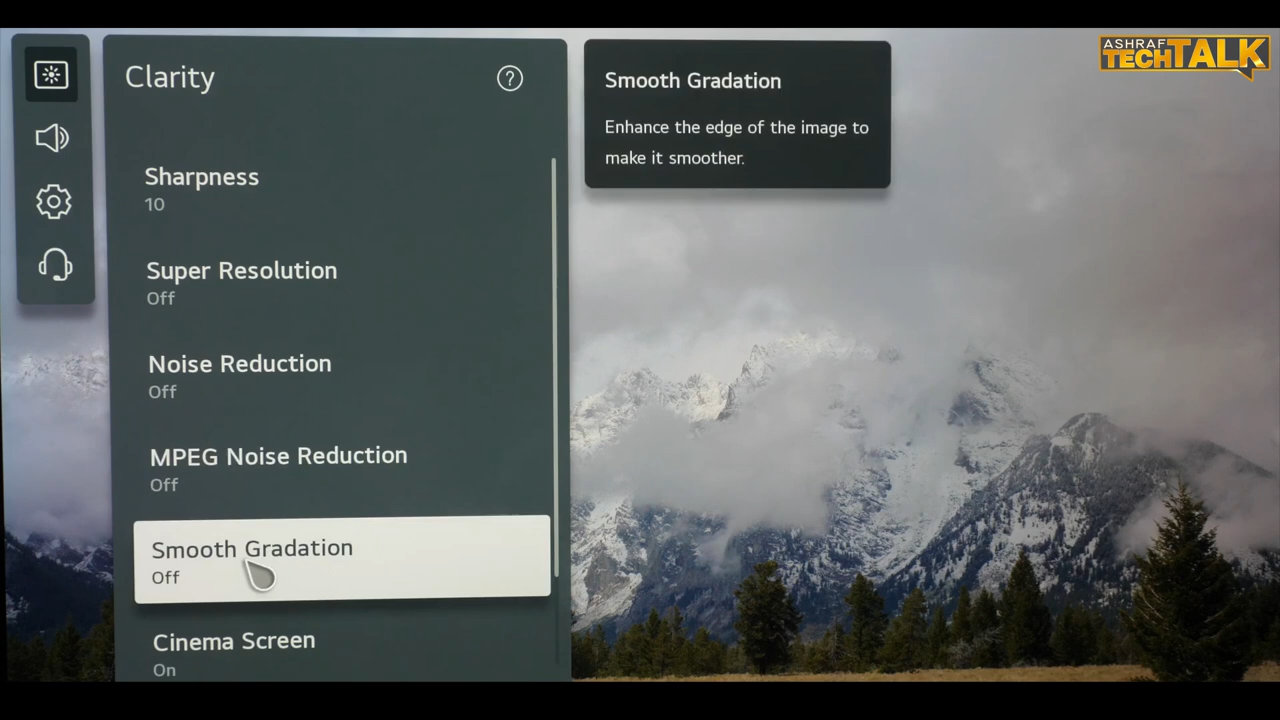 ASHRAF
TECHTALK
Clarity
?
Sharpness
10
Super Resolution
Off
Noise Reduction
Off
MPEG Noise Reduction
Off
Smooth Gradation
Off
Cinema Screen
On
Smooth Gradation
Enhance the edge of the image to
make it smoother.